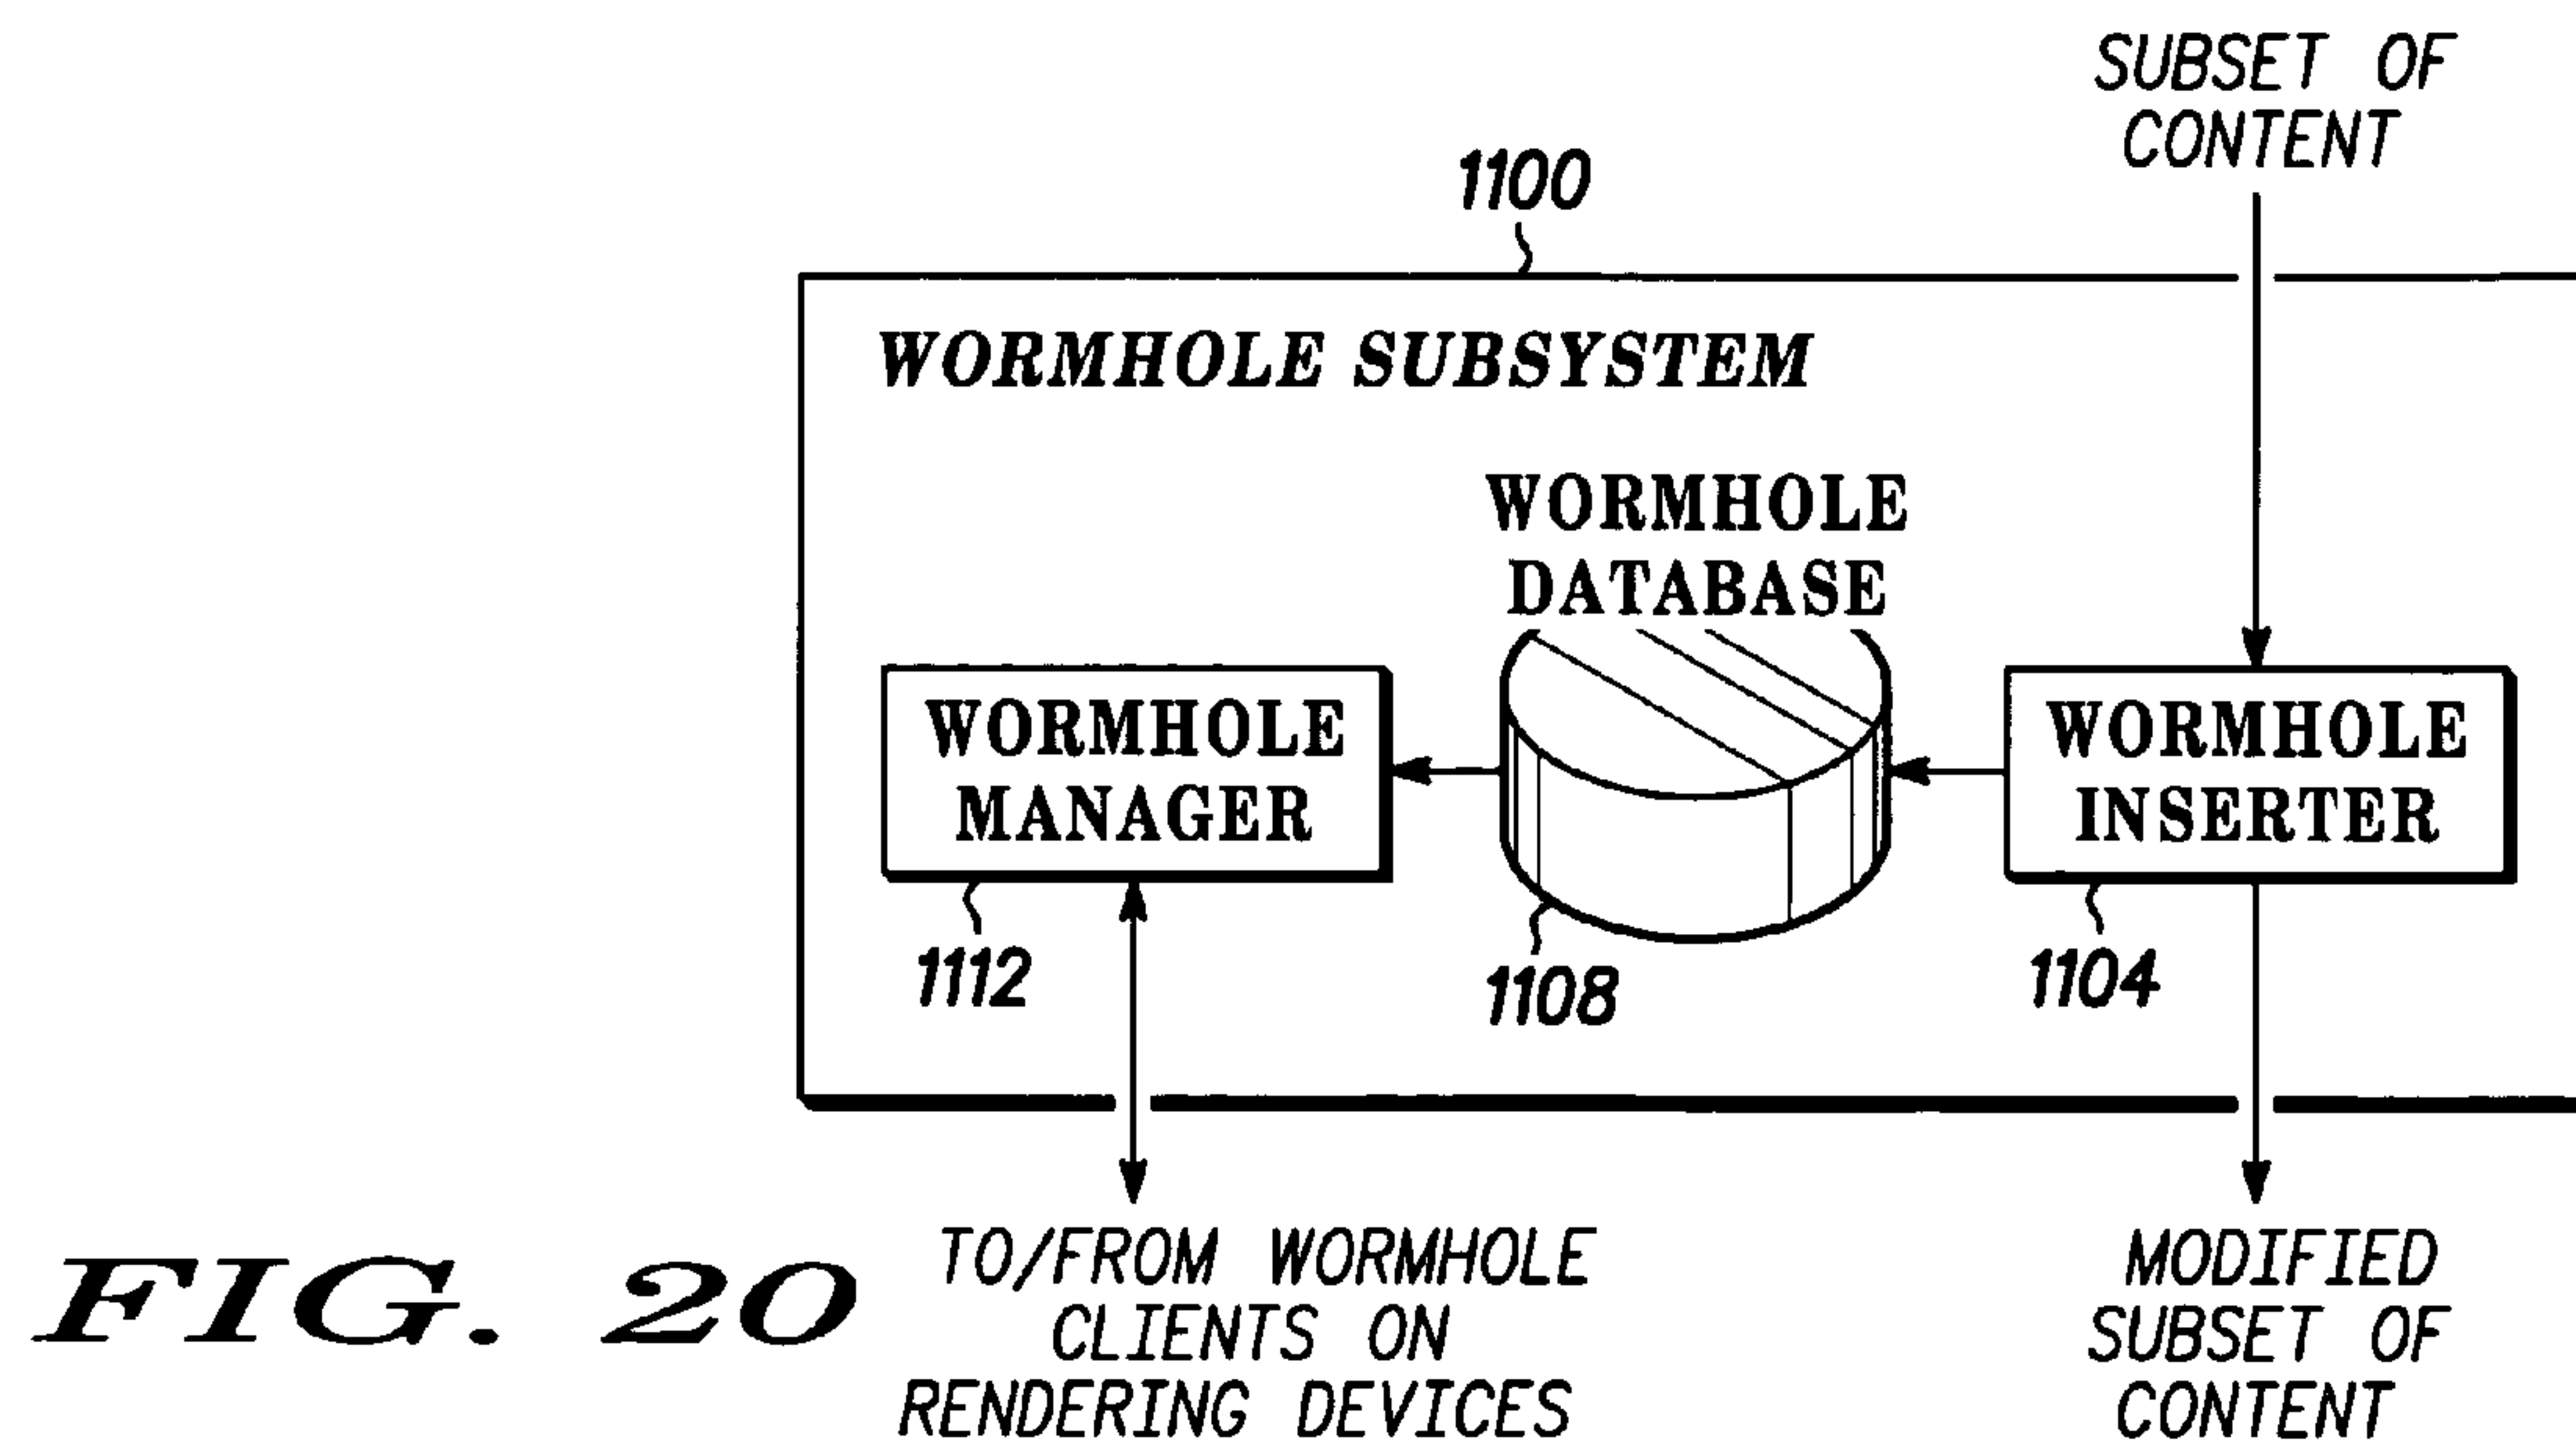 SUBSET OF
CONTENT
1100
WORMHOLE SUBSYSTEM
WORMHOLE
DATABASE
WORMHOLE
MANAGER
WORMHOLE
INSERTER
1112
1108
1104
TO/FROM WORMHOLE
CLIENTS ON
RENDERING DEVICES
MODIFIED
SUBSET OF
CONTENT
FIG. 20